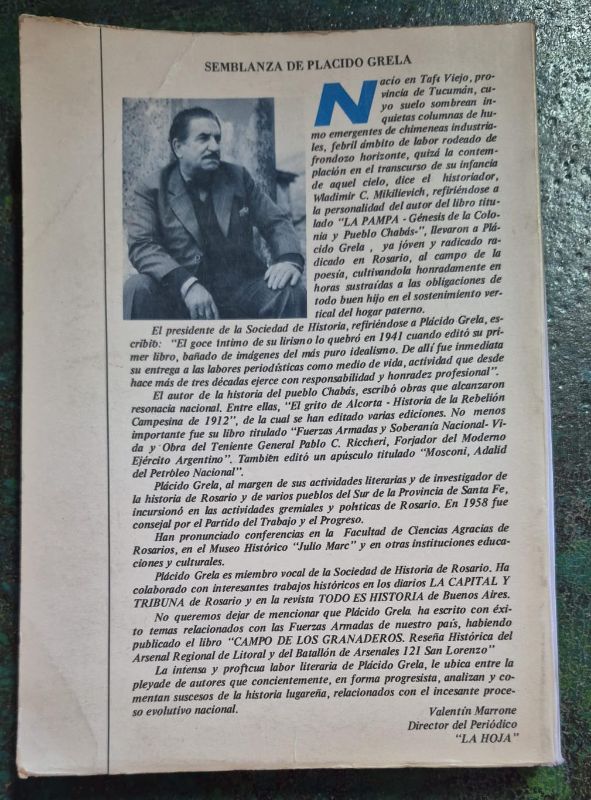 SEMBLANZA DE PLACIDO GRELA
Nacío en Tafí Viejo, pro-
vincia de Tucumán, cu-
yo suelo sombrean in-
quietas columnas de hu-
mo emergentes de chimeneas industria-
les, febril ámbito de labor rodeado de
frondozo horizonte, quizá la contem-
plación en el transcurso de su infancia
de aquel cielo, dice el historiador,
Wladimir C. Mikilievich, refiriéndose a
la personalidad del autor del libro titu-
lado "LA PAMPA - Génesis de la Colo-
nia y Pueblo Chabás-", llevaron a Plá-
cido Grela , ya jóven y radicado ra-
dicado en Rosario, al campo de la
poesía, cultivandola honradamente en
horas sustraídas a las obligaciones de
todo buen hijo en el sostenimiento ver-
tical del hogar paterno.
El presidente de la Sociedad de Historia, refiriéndose a Plácido Grela, es-
cribib: "El goce íntimo de su lirismo lo quebró en 1941 cuando editó su pri-
mer libro, bañado de imágenes del más puro idealismo. De allí fue inmediata
su entrega a las labores periodísticas como medio de vida, actividad que desde
hace más de tres décadas ejerce con responsabilidad y honradez profesional".
El autor de la historia del pueblo Chabás, escribió obras que alcanzaron
resonacia nacional. Entre ellas, "El grito de Alcorta - Historia de la Rebelión
Campesina de 1912", de la cual se han editado varias ediciones. No menos
importante fue su libro titulado "Fuerzas Armadas y Soberanía Nacional- Vi-
da y Obra del Teniente General Pablo C. Riccheri, Forjador del Moderno
Ejército Argentino". También editó un apúsculo titulado "Mosconi, Adalid
del Petróleo Nacional".
Plácido Grela, al margen de sus actividades literarias y de investigador de
la historia de Rosario y de varios pueblos del Sur de la Provincia de Santa Fe,
incursionó en las actividades gremiales y políticas de Rosario. En 1958 fue
consejal por el Partido del Trabajo y el Progreso.
Han pronunciado conferencias en la Facultad de Ciencias Agracias de
Rosarios, en el Museo Histórico "Julio Marc" y en otras instituciones educa-
ciones y culturales.
Plácido Grela es miembro vocal de la Sociedad de Historia de Rosario. Ha
colaborado con interesantes trabajos históricos en los diarios LA CAPITAL Y
TRIBUNA de Rosario y en la revista TODO ES HISTORIA de Buenos Aires.
No queremos dejar de mencionar que Plácido Grela ha escrito con éxi-
to temas relacionados con las Fuerzas Armadas de nuestro país, habiendo
publicado el libro "CAMPO DE LOS GRANADEROS. Reseña Histórica del
Arsenal Regional de Litoral y del Batallón de Arsenales 121 San Lorenzo"
La intensa y profícua labor literaria de Plácido Grela, le ubica entre la
pleyade de autores que concientemente, en forma progresista, analizan y co-
mentan suscesos de la historia lugareña, relacionados con el incesante proce-
so evolutivo nacional.
Valentín Marrone
Director del Periódico
"LA HOJA"